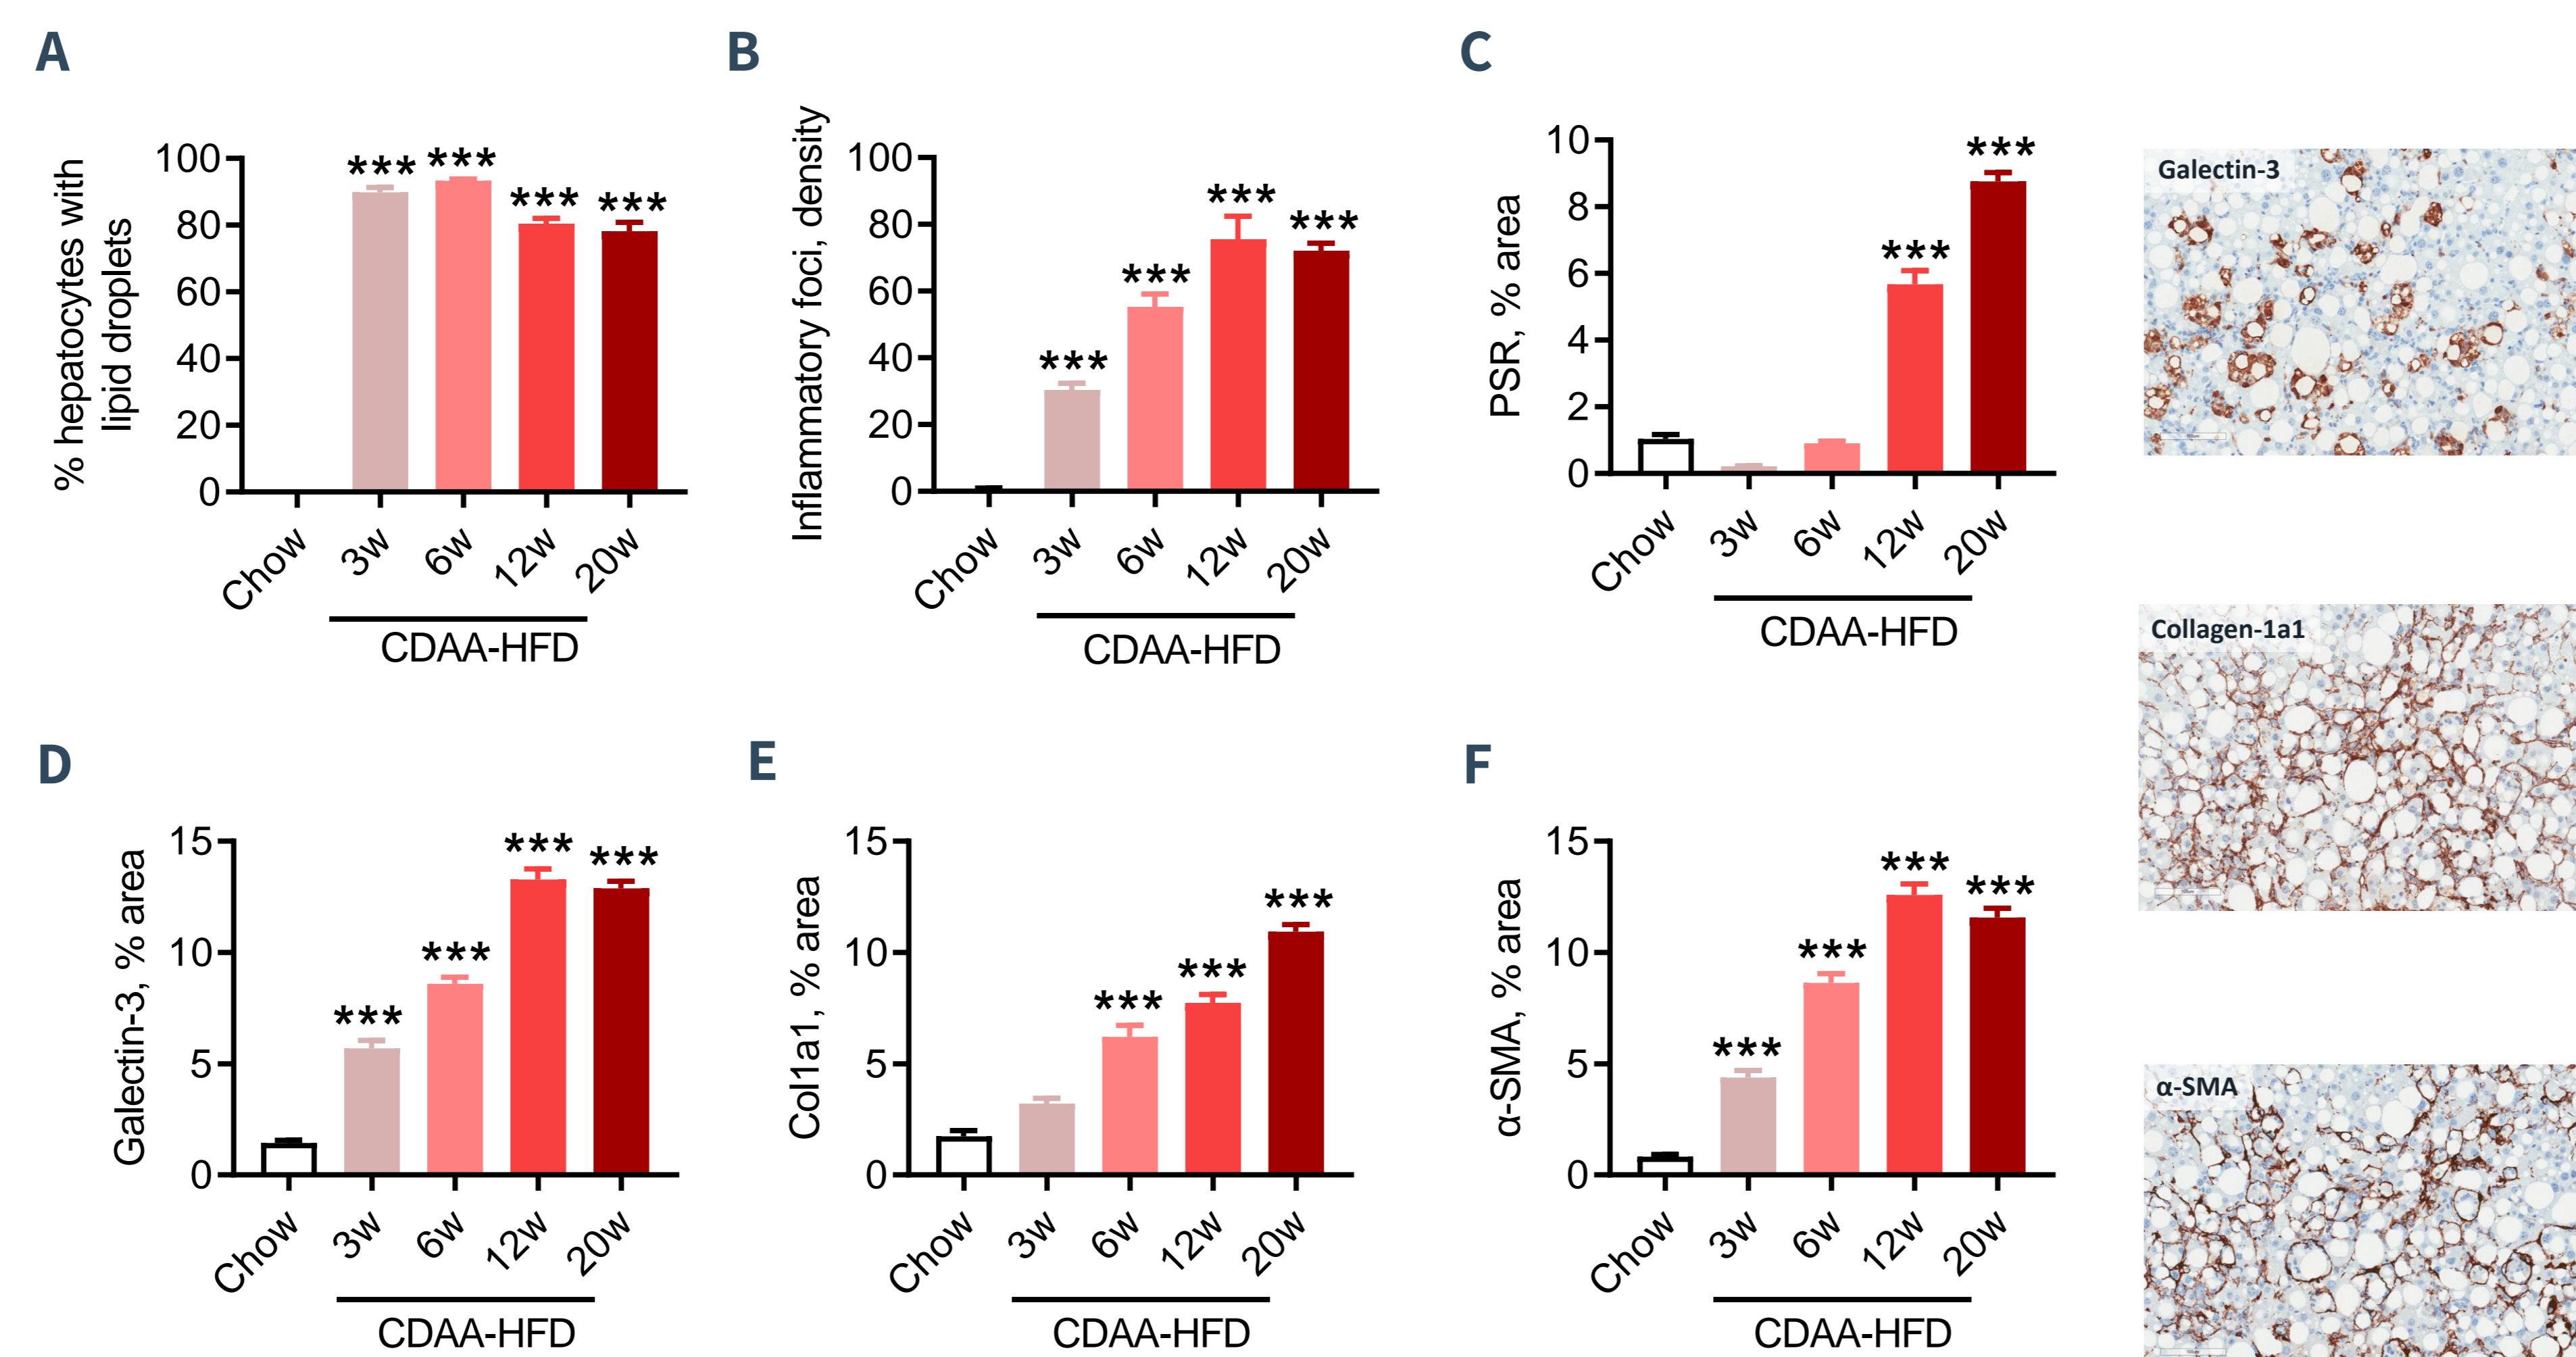 A
% hepatocytes with
lipid droplets
100
80
60
40
20
0
***
***
***
***
Chow
3w
6w
12w
20w
CDAA-HFD
B
Inflammatory foci, density
100
80
60
40
20
0
***
***
***
***
Chow
3w
6w
12w
20w
CDAA-HFD
C
PSR, % area
10
8
6
4
2
0
***
***
Chow
3w
6w
12w
20w
CDAA-HFD
Galectin-3
Collagen-1a1
α-SMA
D
Galectin-3, % area
15
10
5
0
***
***
***
***
Chow
3w
6w
12w
20w
CDAA-HFD
E
Col1a1, % area
15
10
5
0
***
***
***
Chow
3w
6w
12w
20w
CDAA-HFD
F
α-SMA, % area
15
10
5
0
***
***
***
***
Chow
3w
6w
12w
20w
CDAA-HFD